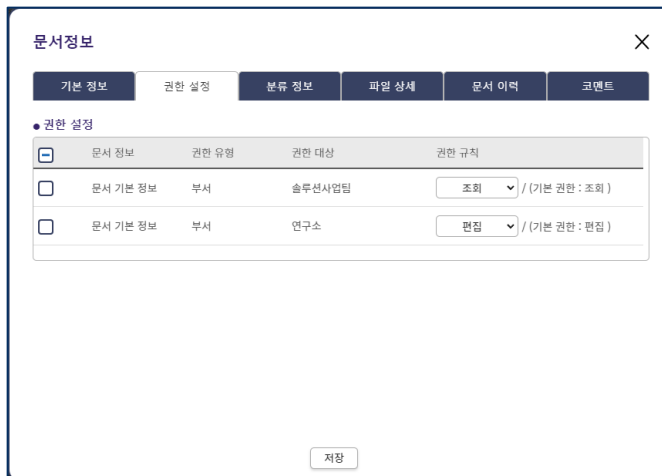 문서정보
기본 정보 권한 설정 분류 정보 파일 상세 문서 이력 코멘트
권한 설정
문서 정보 권한 유형 권한 대상 권한 규칙
문서 기본 정보 부서 솔루션사업팀 조회 / (기본 권한 : 조회 )
문서 기본 정보 부서 연구소 편집 / (기본 권한 : 편집 )
저장